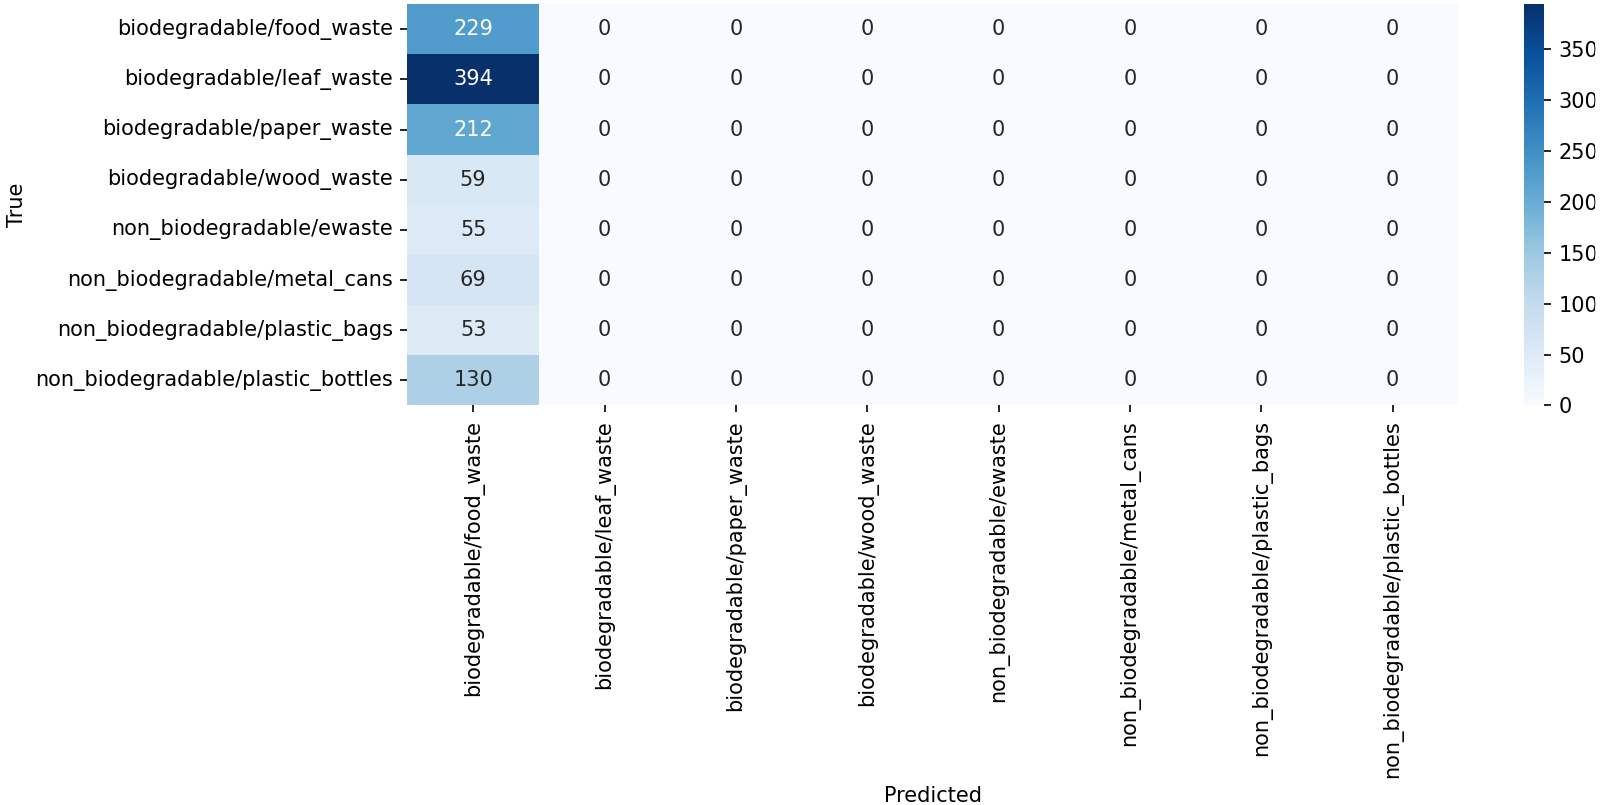 biodegradable/food_waste 229 0 0 0 0 0 0 0
biodegradable/leaf_waste 394 0 0 0 0 0 0 0
biodegradable/paper_waste 212 0 0 0 0 0 0 0
biodegradable/wood_waste 59 0 0 0 0 0 0 0
non_biodegradable/ewaste 55 0 0 0 0 0 0 0
non_biodegradable/metal_cans 69 0 0 0 0 0 0 0
non_biodegradable/plastic_bags 53 0 0 0 0 0 0 0
non_biodegradable/plastic_bottles 130 0 0 0 0 0 0 0
True
biodegradable/food_waste
biodegradable/leaf_waste
biodegradable/paper_waste
biodegradable/wood_waste
non_biodegradable/ewaste
non_biodegradable/metal_cans
non_biodegradable/plastic_bags
non_biodegradable/plastic_bottles
Predicted
350
300
250
200
150
100
50
0